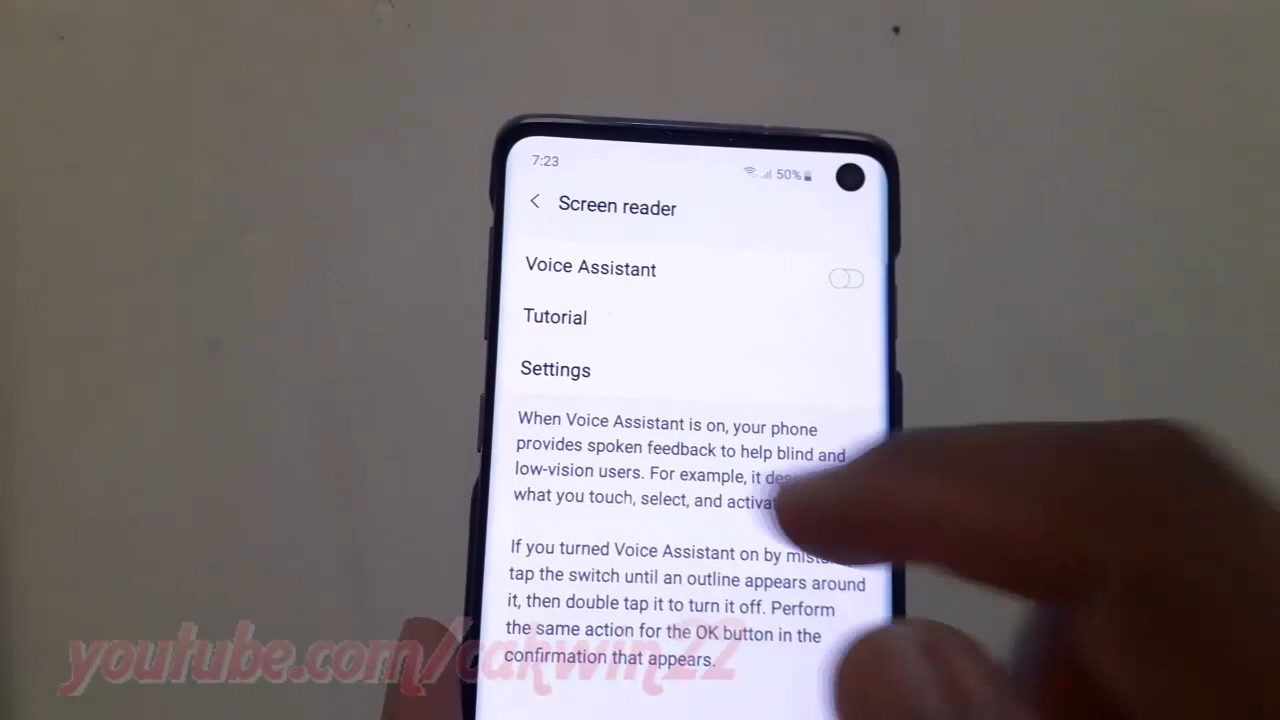 7:23
50%
Screen reader
Voice Assistant
Tutorial
Settings
When Voice Assistant is on, your phone
provides spoken feedback to help blind and
low-vision users. For example, it
what you touch, select, and
If you turned Voice Assistant on by
tap the switch until an outline appears around
it, then double tap it to turn it off. Perform
the same action for the OK button in the
confirmation that appears.
youtube.com/cakwin22